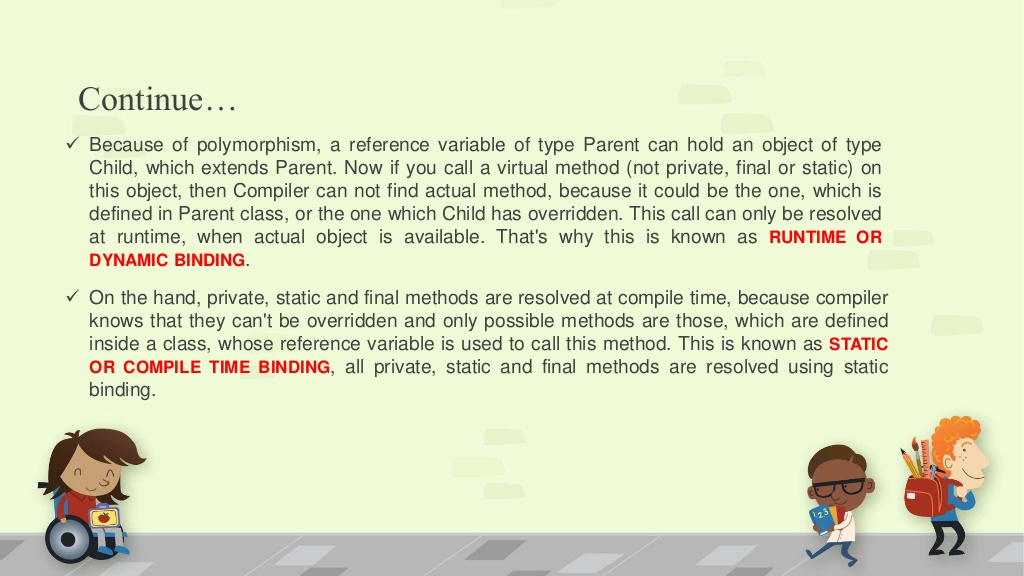 Continue…
✓ Because of polymorphism, a reference variable of type Parent can hold an object of type
Child, which extends Parent. Now if you call a virtual method (not private, final or static) on
this object, then Compiler can not find actual method, because it could be the one, which is
defined in Parent class, or the one which Child has overridden. This call can only be resolved
at runtime, when actual object is available. That's why this is known as RUNTIME OR
DYNAMIC BINDING.
✓ On the hand, private, static and final methods are resolved at compile time, because compiler
knows that they can't be overridden and only possible methods are those, which are defined
inside a class, whose reference variable is used to call this method. This is known as STATIC
OR COMPILE TIME BINDING, all private, static and final methods are resolved using static
binding.
1,2,3